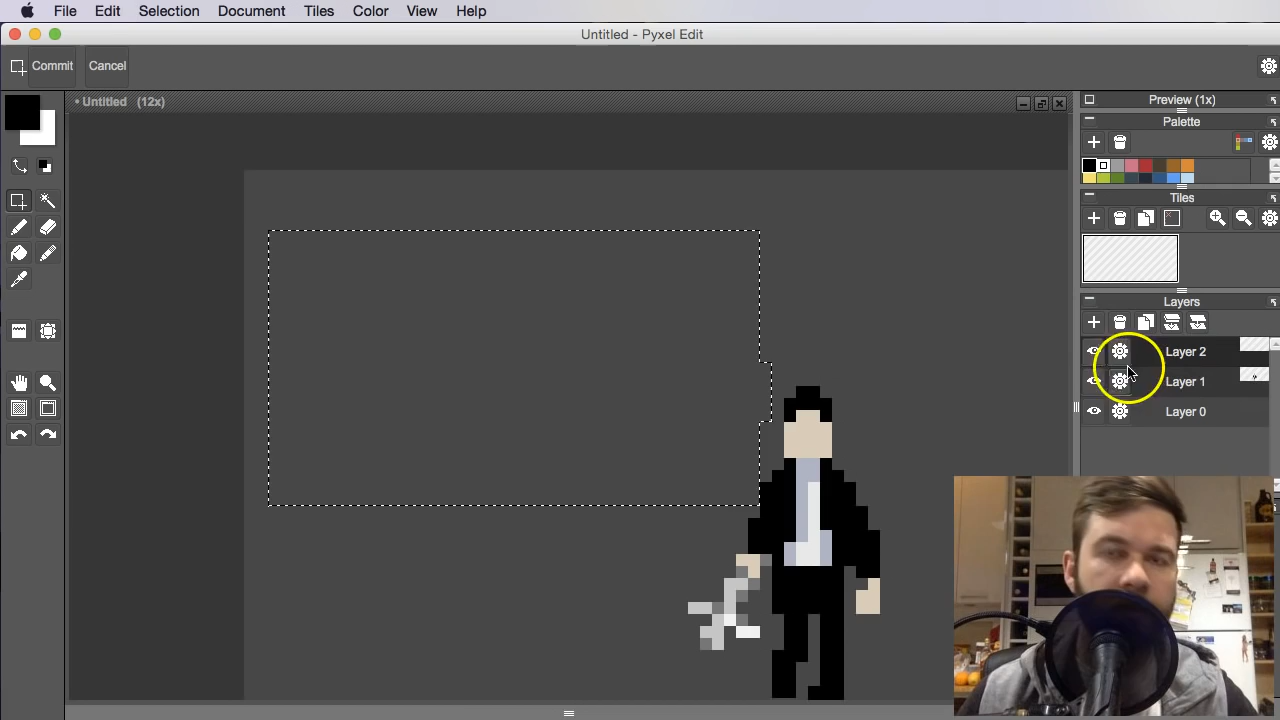 File Edit Selection Document Tiles Color View Help
Untitled - Pyxel Edit
Commit Cancel
• Untitled (12x)
Preview (1x)
Palette
Tiles
Layers
Layer 2
Layer 1
Layer 0